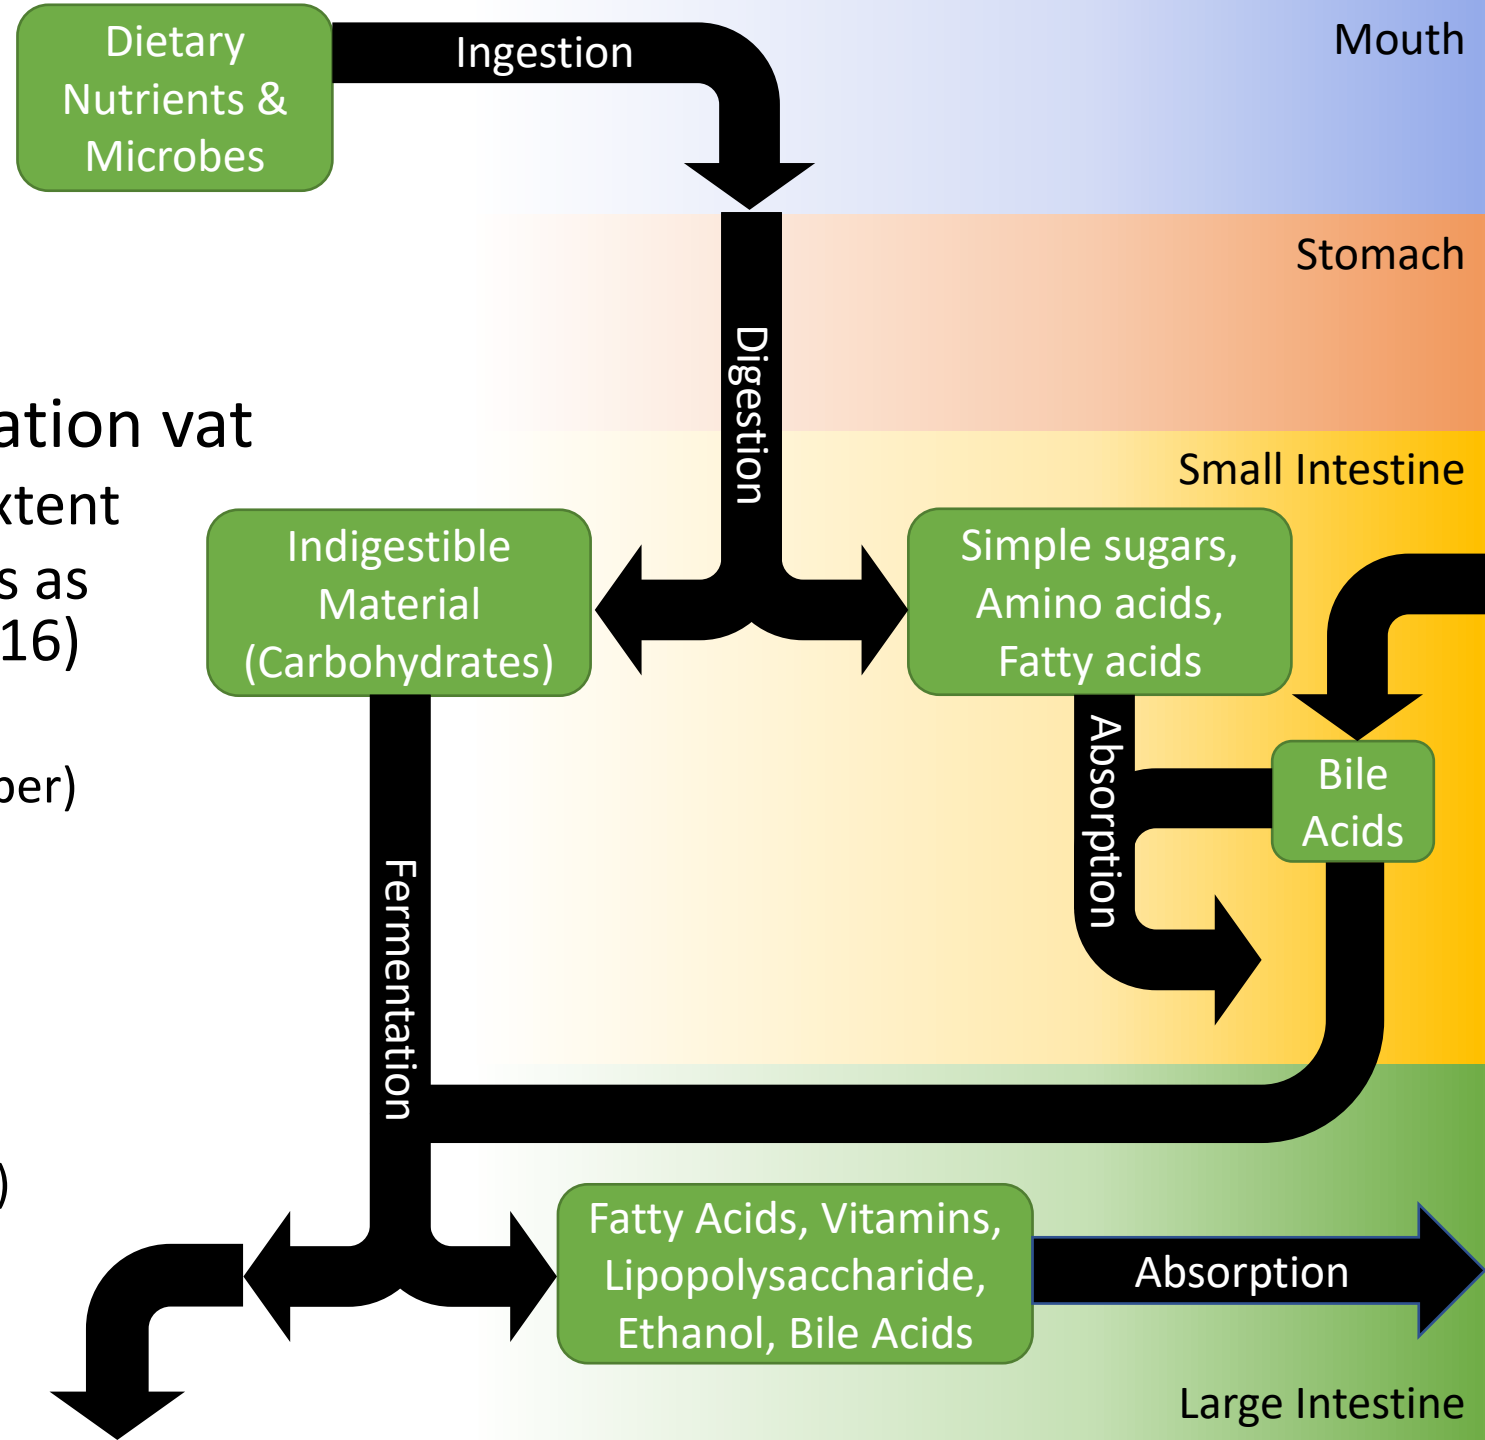 Dietary
Nutrients &
Microbes
Ingestion
Mouth
Stomach
Digestion
ation vat
xtent
s as
16)
per)
)
Small Intestine
Indigestible
Material
(Carbohydrates)
Simple sugars,
Amino acids,
Fatty acids
Absorption
Bile
Acids
Fermentation
Fatty Acids, Vitamins,
Lipopolysaccharide,
Ethanol, Bile Acids
Absorption
Large Intestine